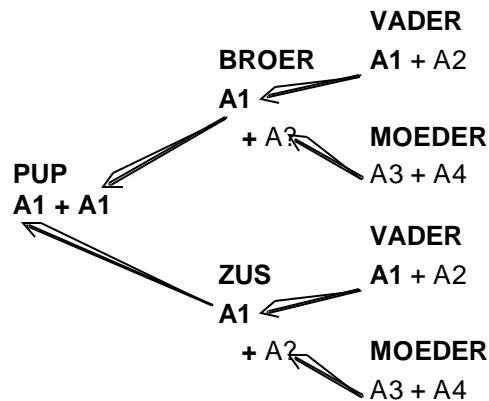 VADER
A1 + A2
BROER
A1
+ A?
MOEDER
A3 + A4
PUP
A1 + A1
VADER
A1 + A2
ZUS
A1
+ A?
MOEDER
A3 + A4